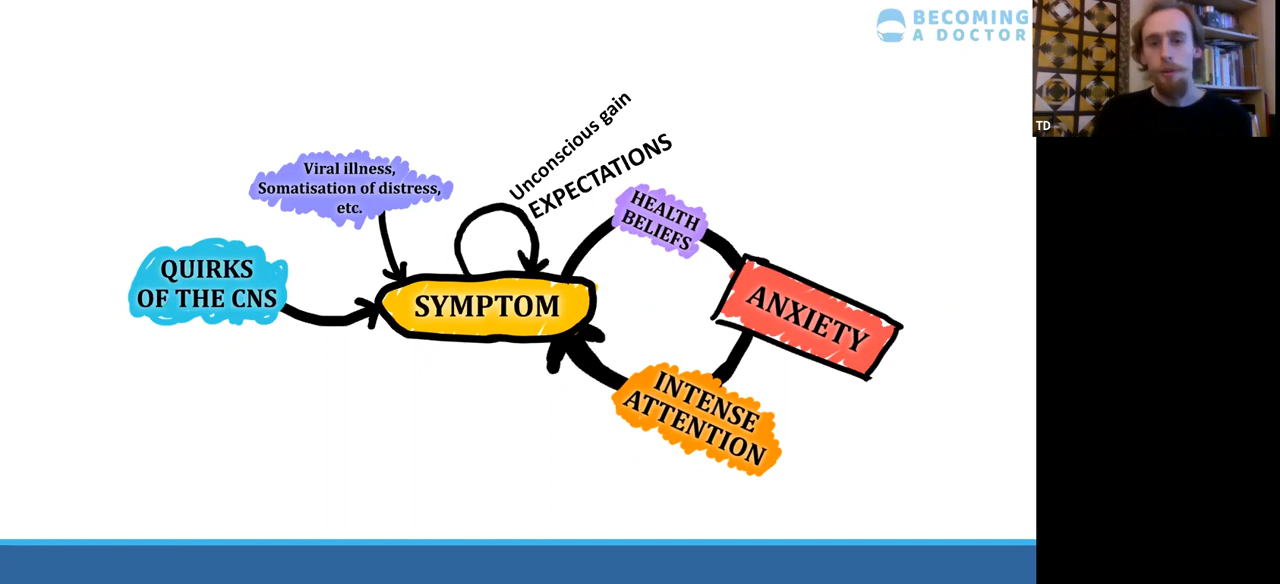 BECOMING
A DOCTOR
TD
Unconscious gain
EXPECTATIONS
Viral illness,
Somatisation of distress,
etc.
HEALTH
BELIEFS
QUIRKS
OF THE CNS
SYMPTOM
ANXIETY
INTENSE
ATTENTION